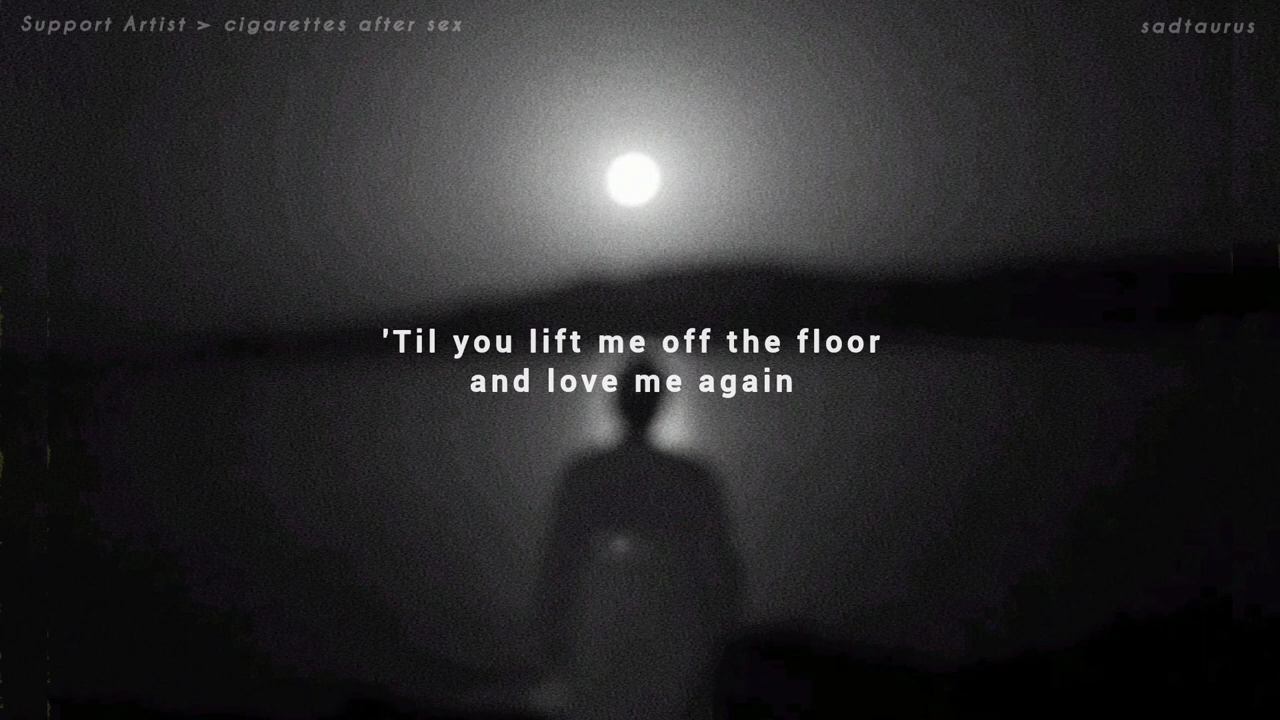 Support Artist > cigarettes after sex
sadtaurus
'Til you lift me off the floor
and love me again